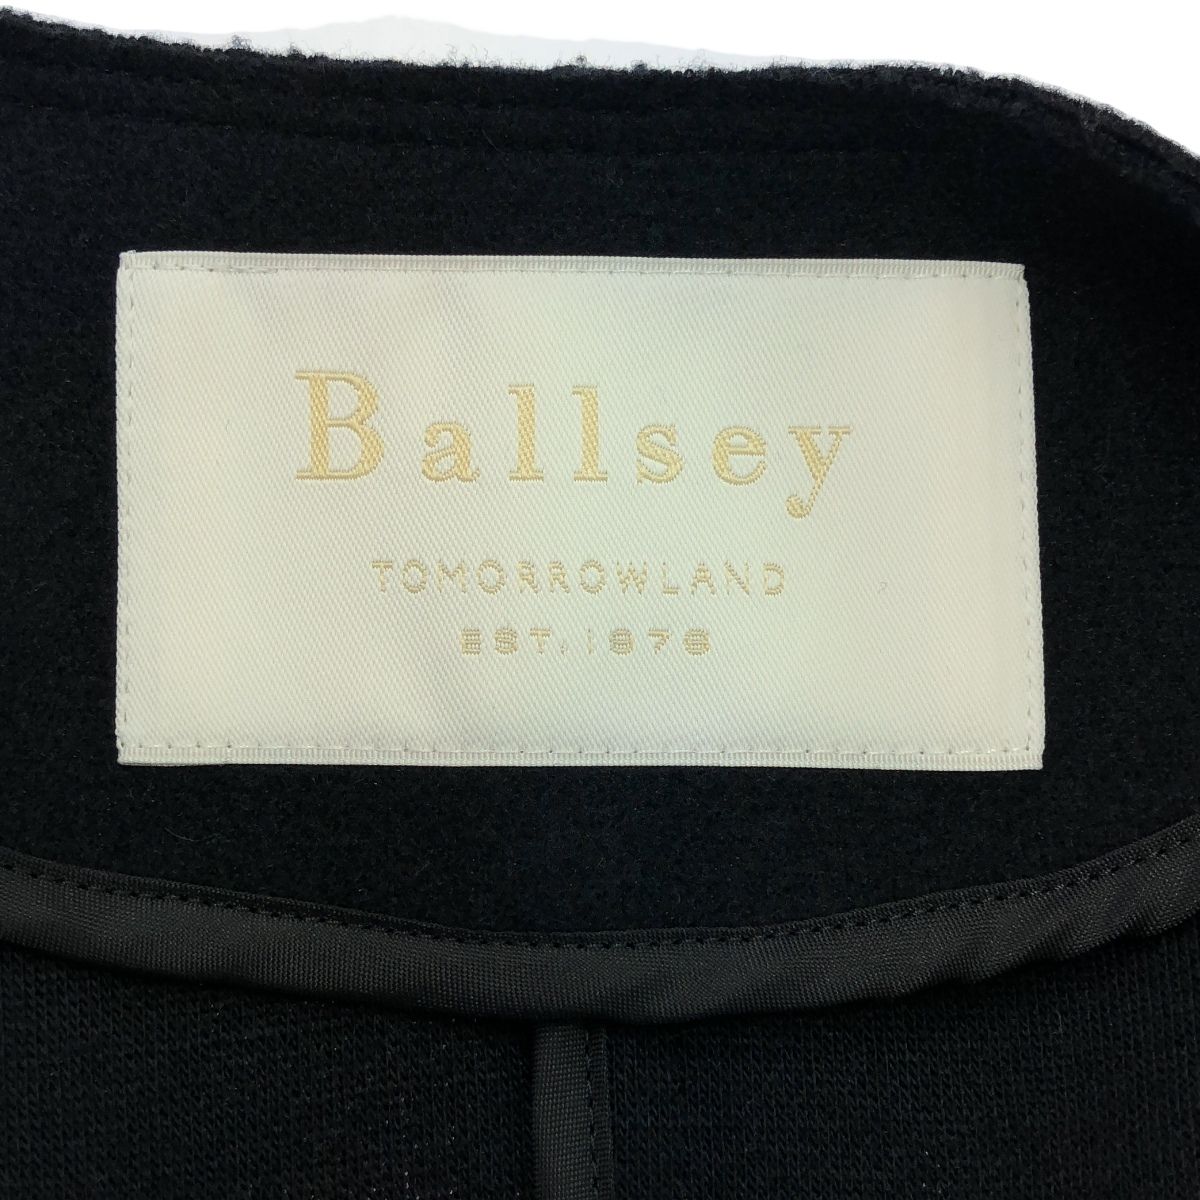 Ballsey
TOMORROWLAND
EST. 1978